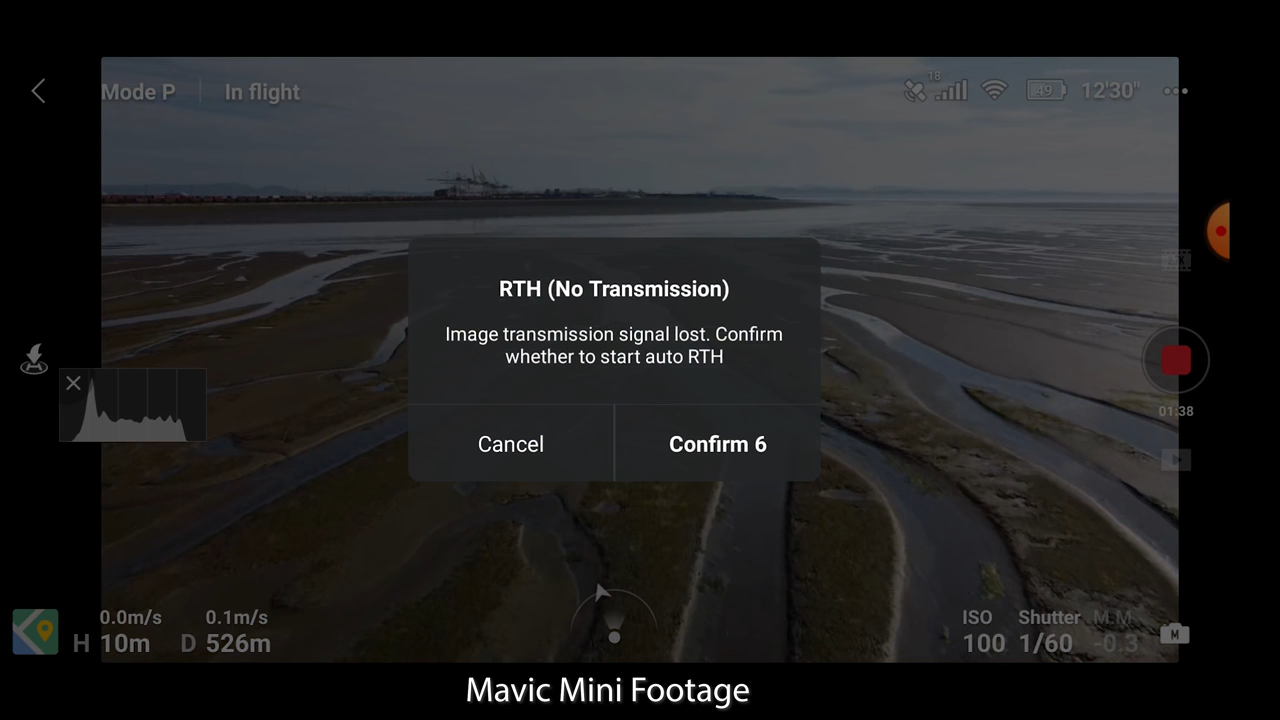 Mode P
In flight
18
49
12'30"
RTH (No Transmission)
Image transmission signal lost. Confirm
whether to start auto RTH
Cancel
Confirm 6
01:38
0.0m/s 0.1m/s
H 10m D 526m
ISO Shutter M.M
100 1/60 -0.3
M
Mavic Mini Footage